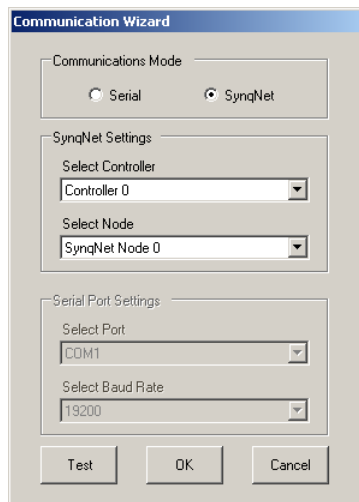 Communication Wizard
Communications Mode
Serial SynqNet
SynqNet Settings
Select Controller
Controller 0
Select Node
SynqNet Node 0
Serial Port Settings
Select Port
COM1
Select Baud Rate
19200
Test OK Cancel